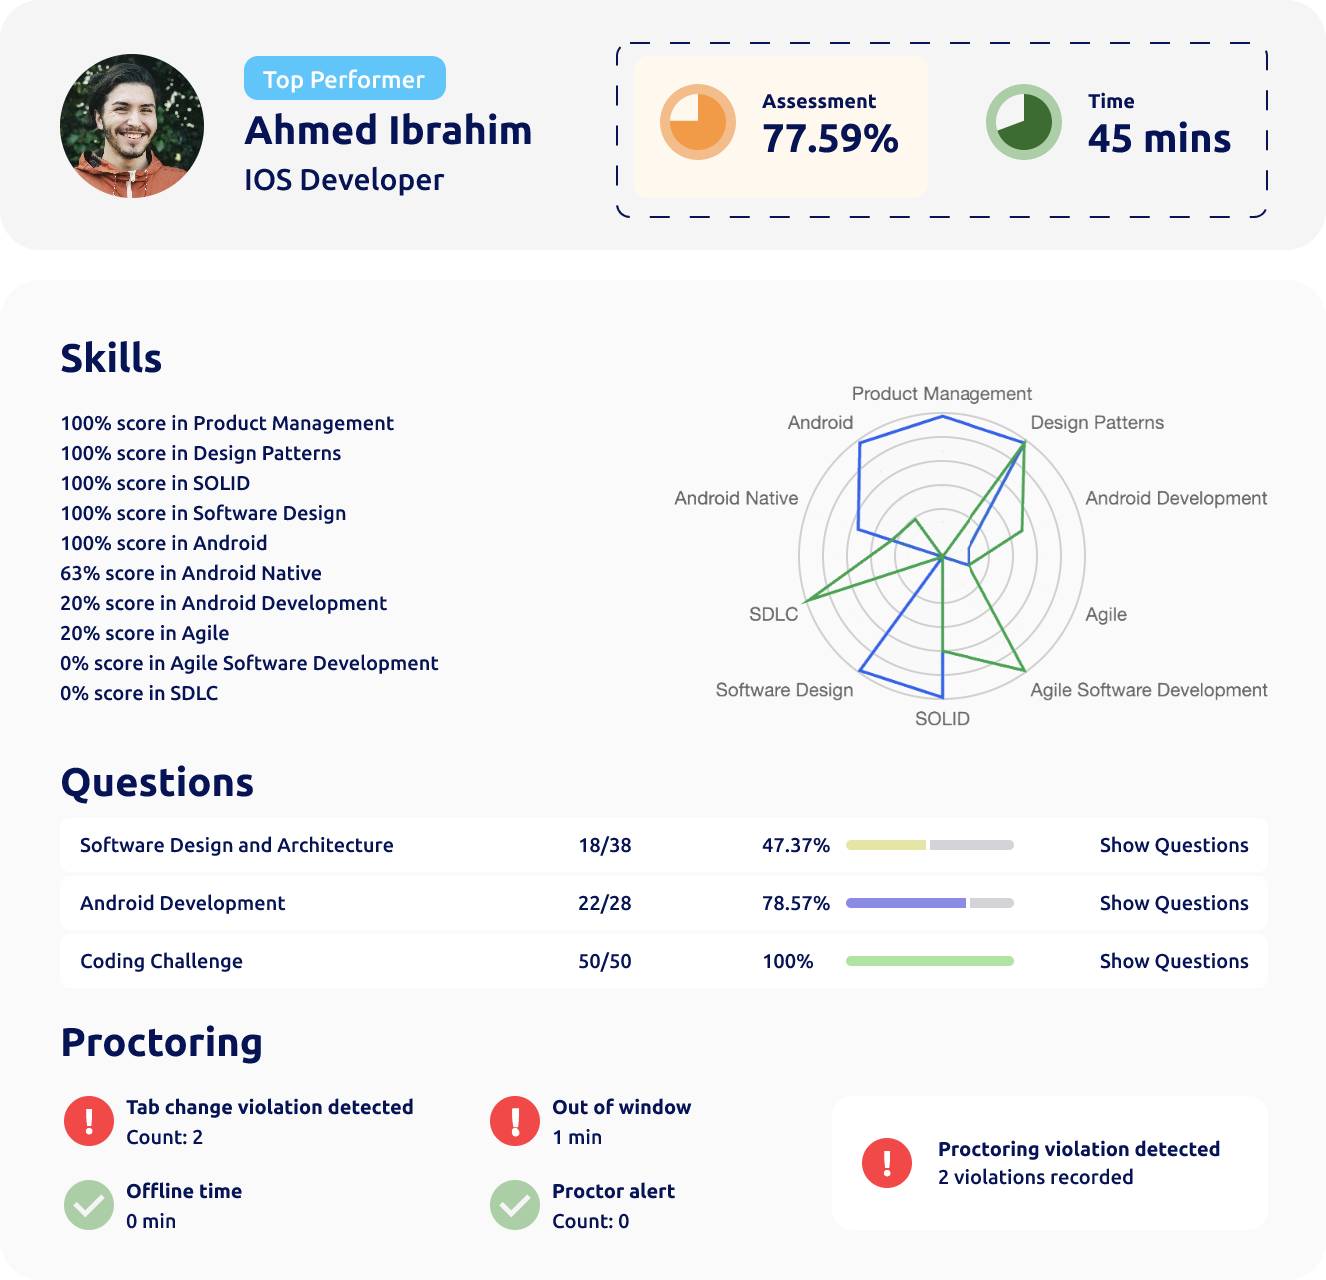 Top Performer
Ahmed Ibrahim
IOS Developer
Assessment
77.59%
Time
45 mins
Skills
100% score in Product Management
100% score in Design Patterns
100% score in SOLID
100% score in Software Design
100% score in Android
63% score in Android Native
20% score in Android Development
20% score in Agile
0% score in Agile Software Development
0% score in SDLC
Product Management
Android
Design Patterns
Android Native
Android Development
SDLC
Agile
Software Design
Agile Software Development
SOLID
Questions
Software Design and Architecture 18/38 47.37% Show Questions
Android Development 22/28 78.57% Show Questions
Coding Challenge 50/50 100% Show Questions
Proctoring
Tab change violation detected
Count: 2
Out of window
1 min
Offline time
0 min
Proctor alert
Count: 0
Proctoring violation detected
2 violations recorded